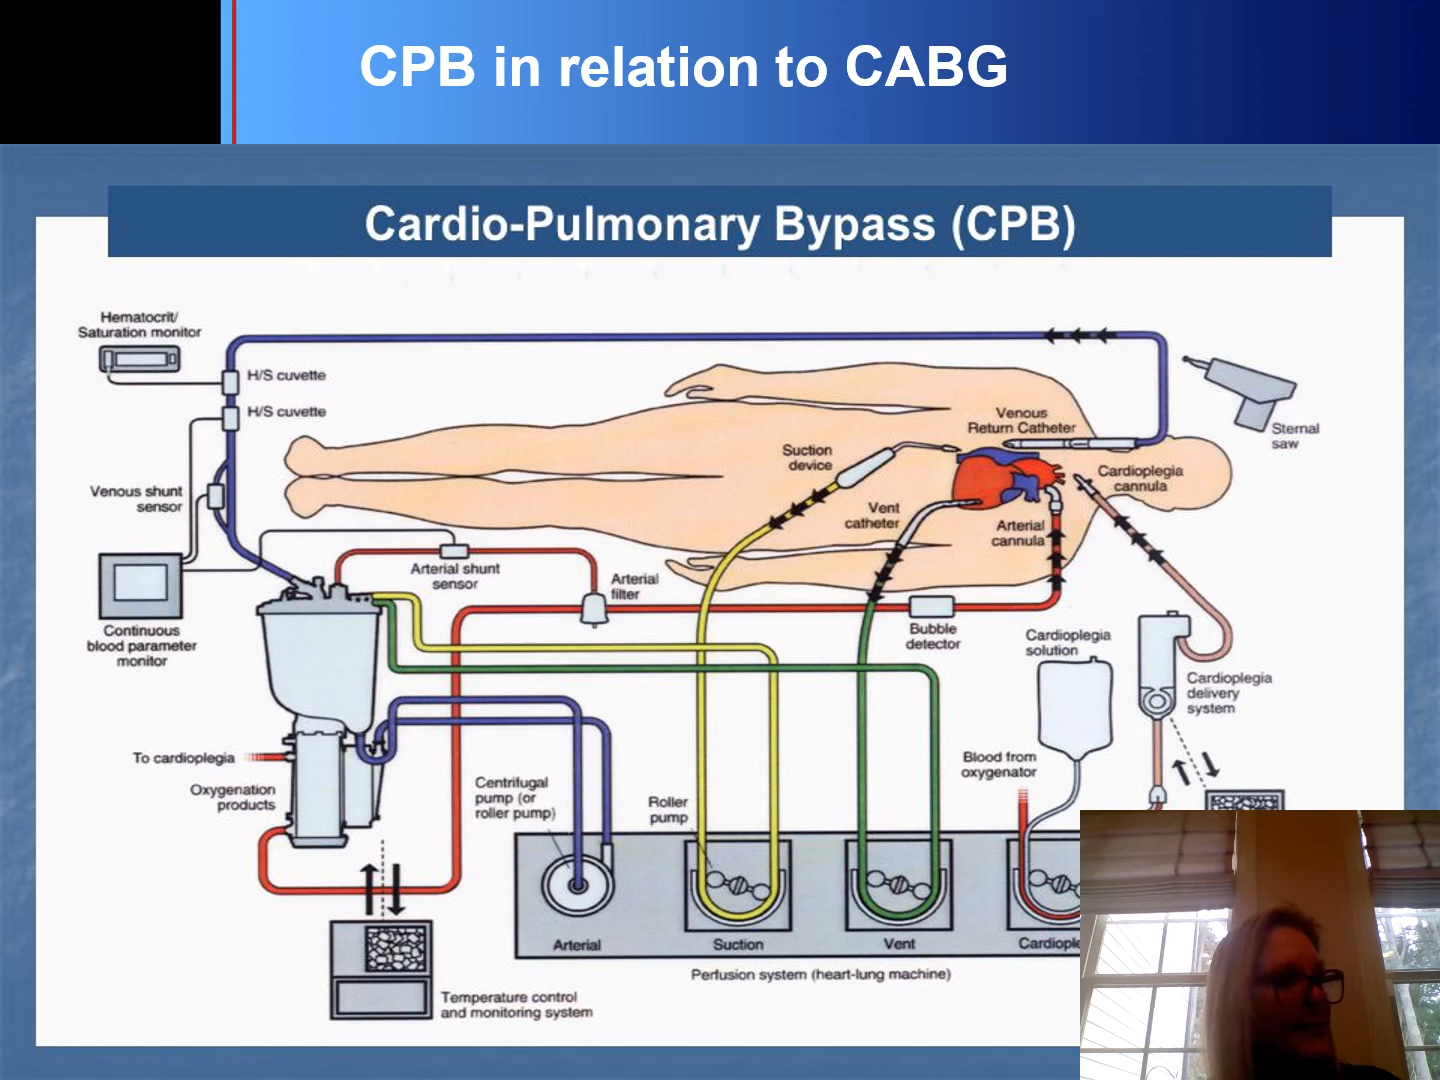 CPB in relation to CABG
Cardio-Pulmonary Bypass (CPB)
Hematocrit/
Saturation monitor
H/S cuvette
H/S cuvette
Venous
Return Catheter
Sternal
saw
Suction
device
Cardioplegia
cannula
Venous shunt
sensor
Vent
catheter
Arterial
cannula
Arterial shunt
sensor
Arterial
filter
Continuous
blood parameter
monitor
Bubble
detector
Cardioplegia
solution
Cardioplegia
delivery
system
To cardioplegia
Blood from
oxygenator
Oxygenation
products
Centrifugal
pump (or
roller pump)
Roller
pump
Arterial
Suction
Vent
Cardiople
Perfusion system (heart-lung machine)
Temperature control
and monitoring system